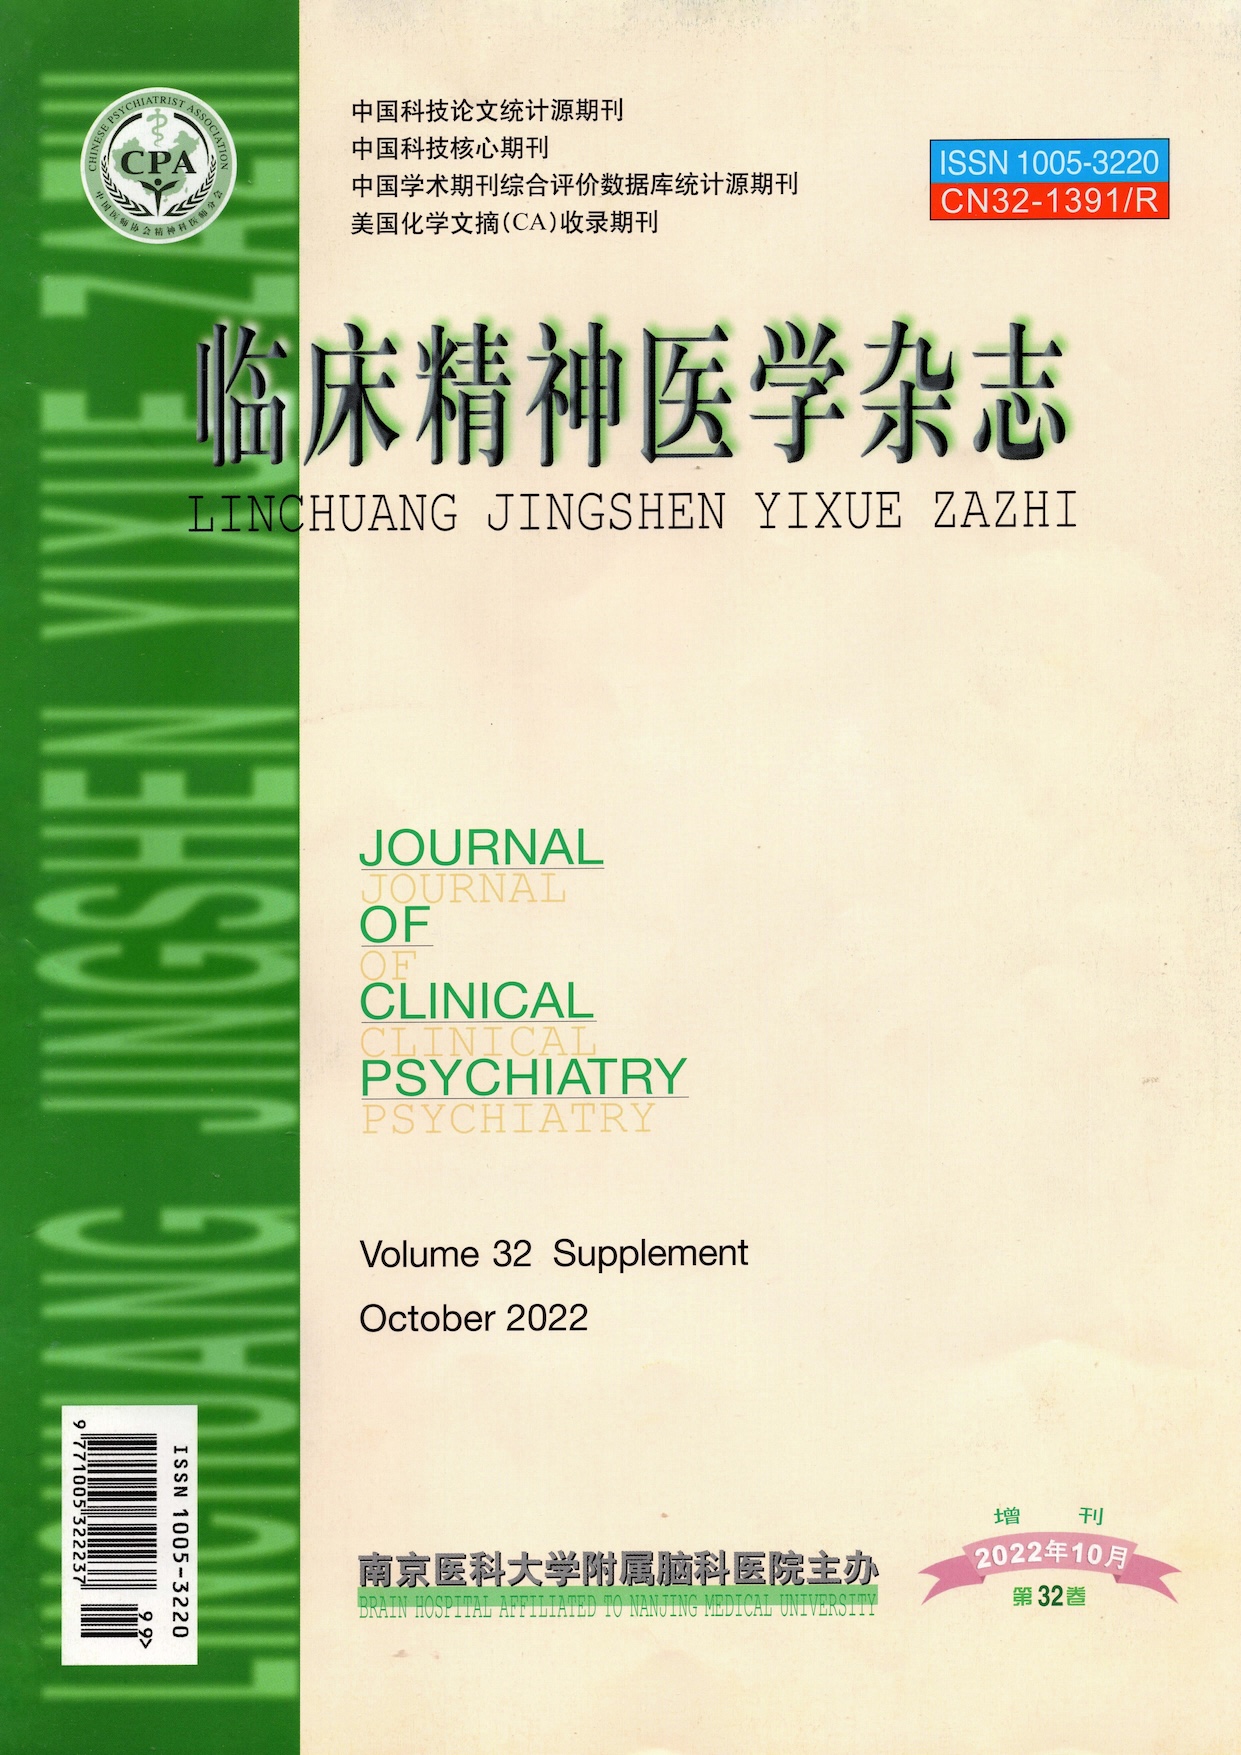 CHINESE PSYCHIATRIST ASSOCIATION
CPA
中国医师协会精神科医师分会
中国科技论文统计源期刊
中国科技核心期刊
中国学术期刊综合评价数据库统计源期刊
美国化学文摘(CA)收录期刊
ISSN 1005-3220
CN32-1391/R
临床精神医学杂志
LINCHUANG JINGSHEN YIXUE ZAZHI
LINCHUANG JINGSHEN YIXUE ZAZHI
JOURNAL
JOURNAL
OF
OF
CLINICAL
CLINICAL
PSYCHIATRY
PSYCHIATRY
Volume 32 Supplement
October 2022
ISSN 1005-3220
9 771005 322237
99>
南京医科大学附属脑科医院主办
BRAIN HOSPITAL AFFILIATED TO NANJING MEDICAL UNIVERSITY
增 刊
2022年10月
第32卷